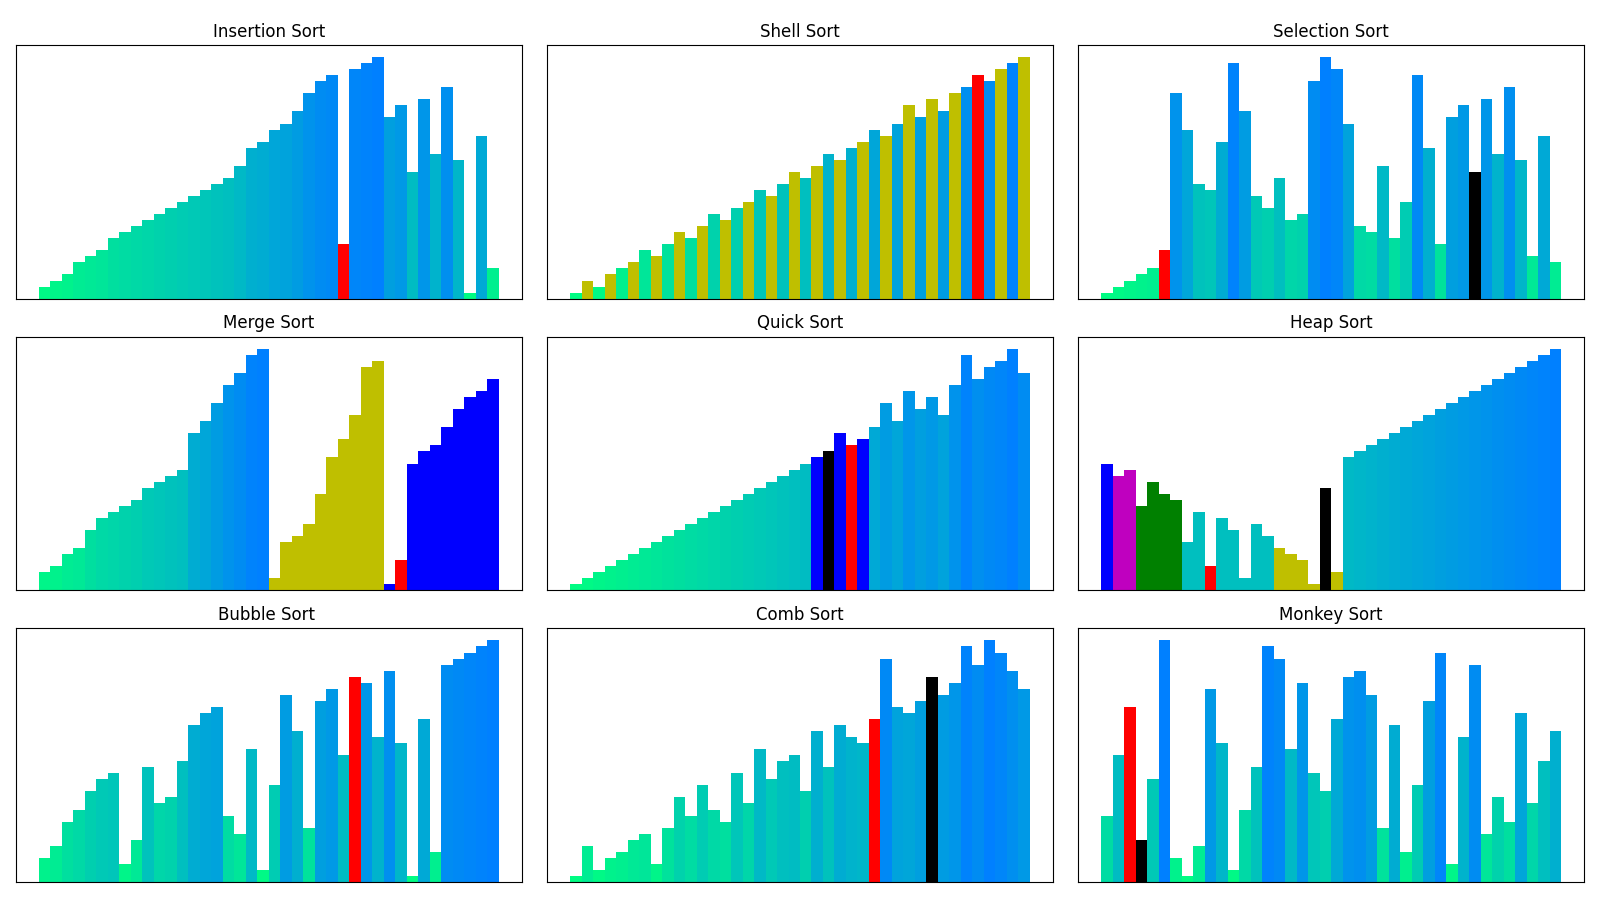 Insertion Sort
Shell Sort
Selection Sort
Merge Sort
Quick Sort
Heap Sort
Bubble Sort
Comb Sort
Monkey Sort